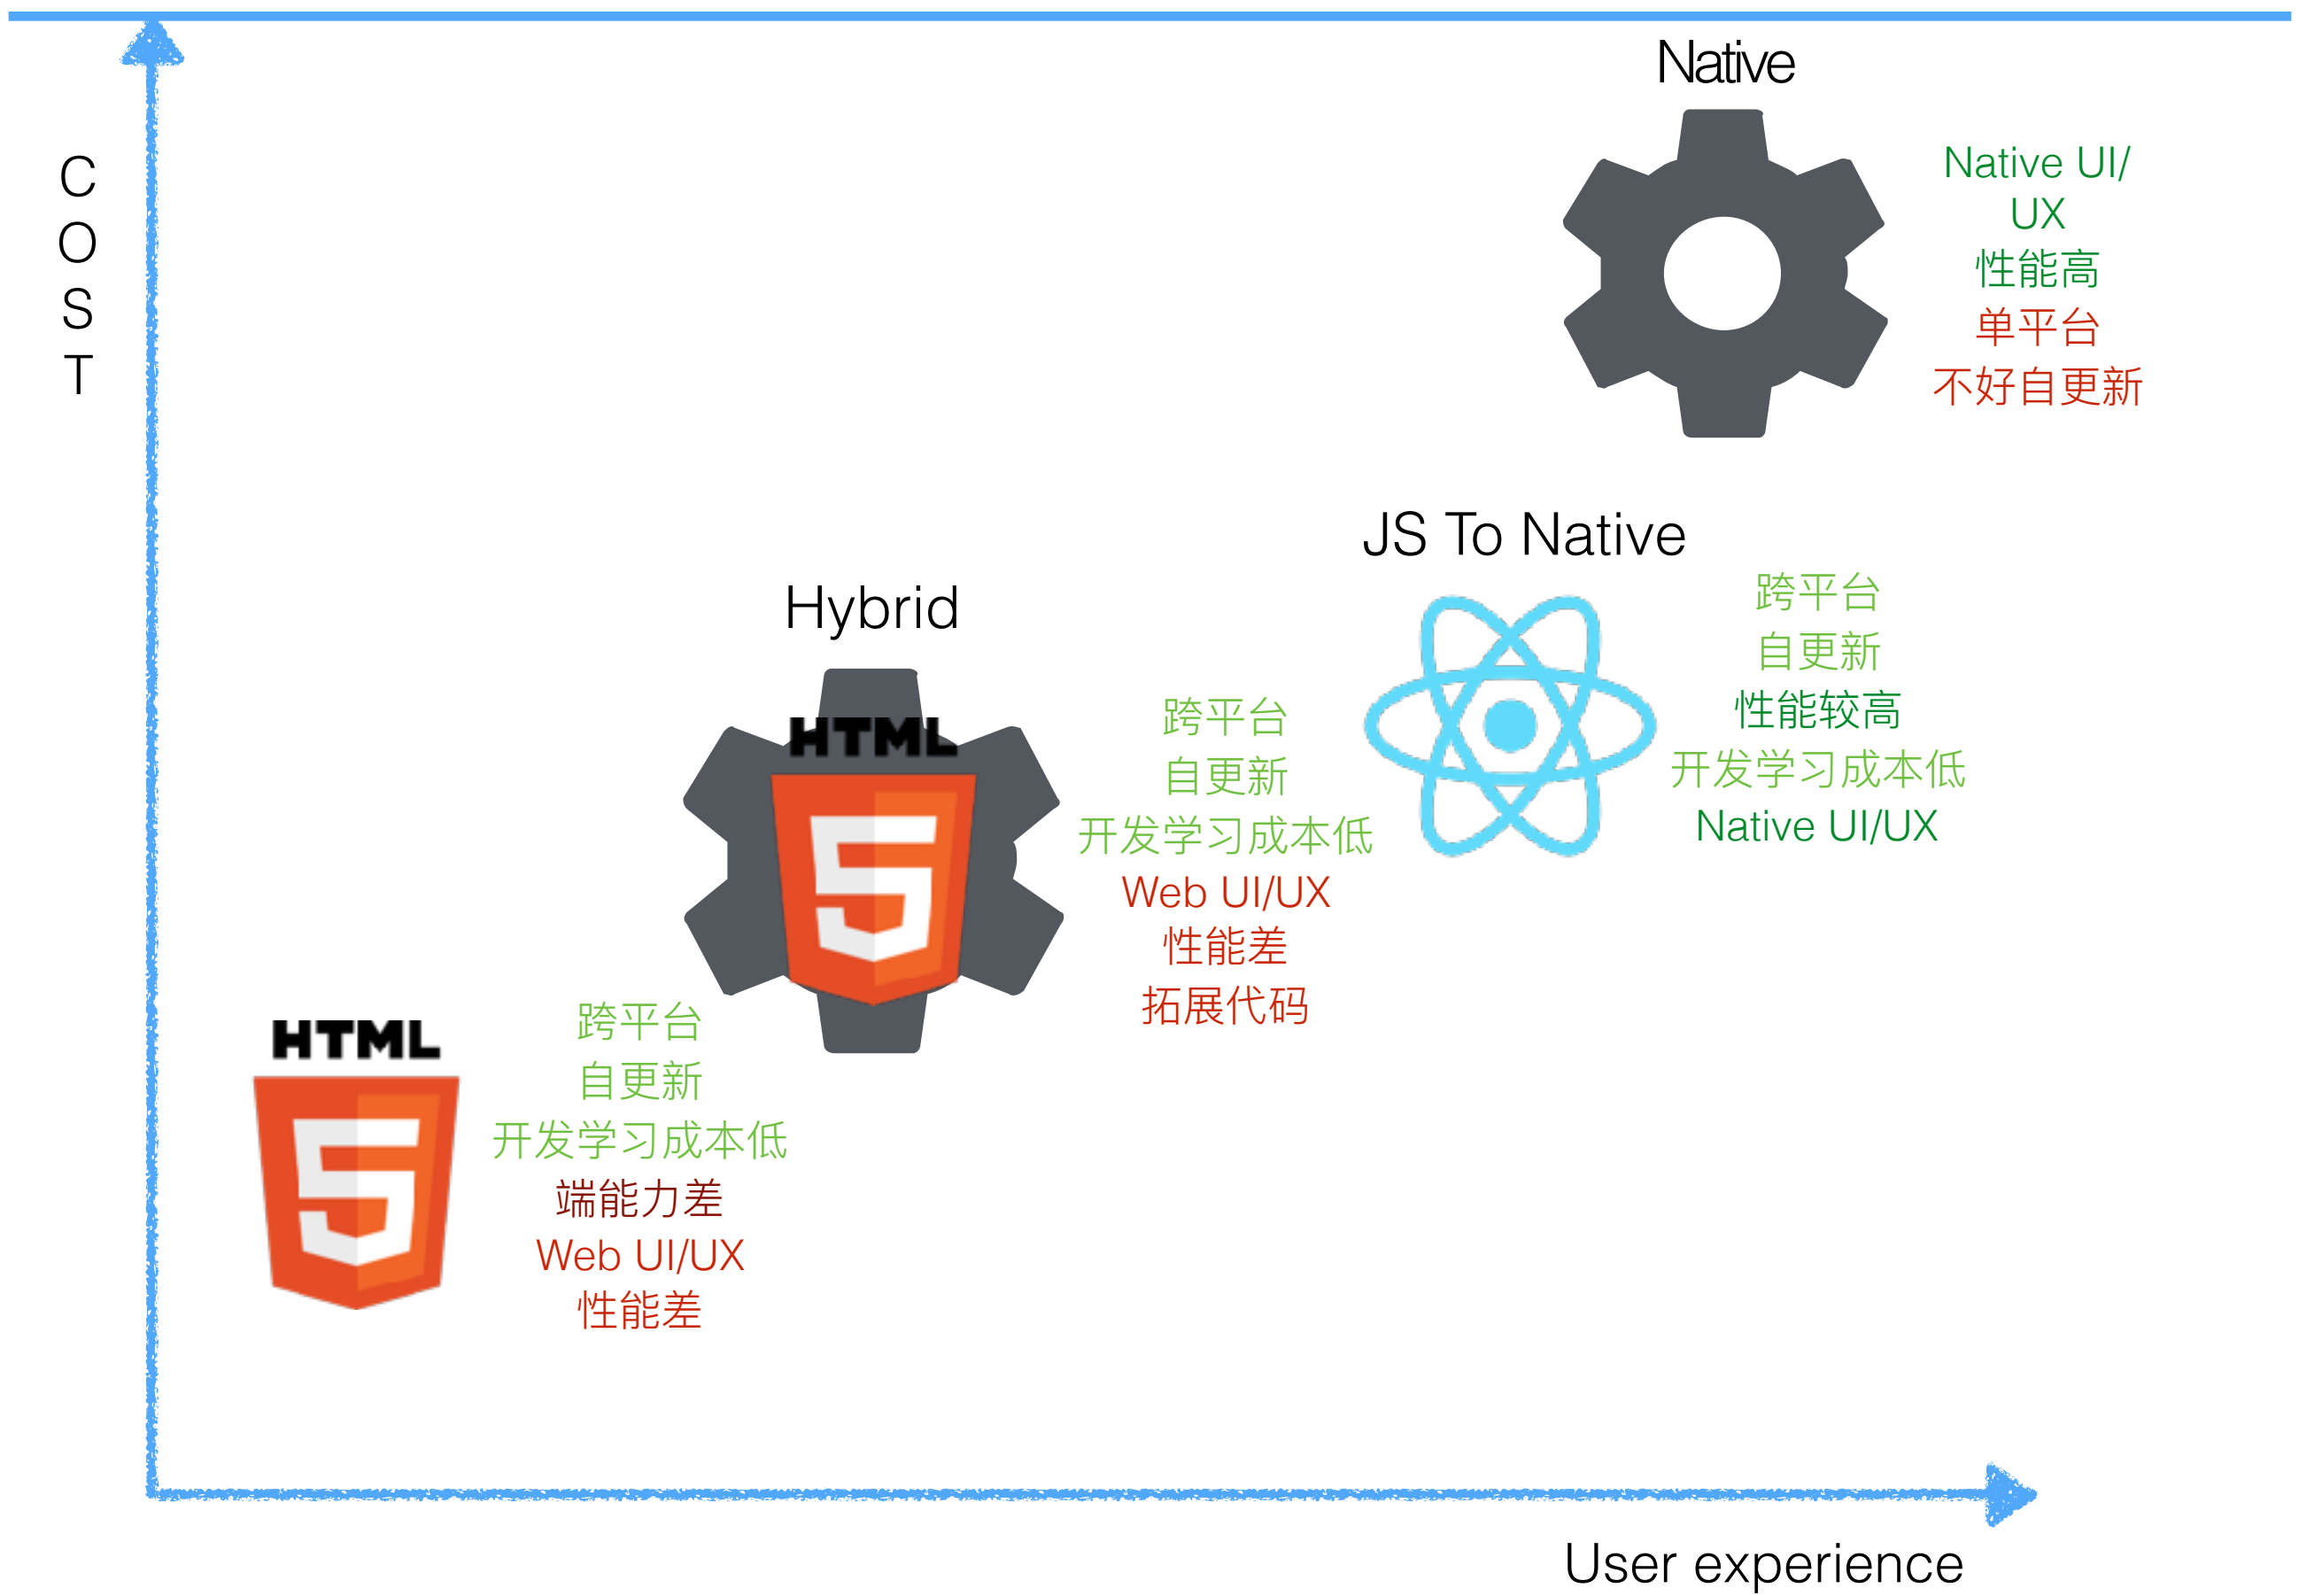 COST
Native
Native UI/
UX
性能高
单平台
不好自更新
JS To Native
跨平台
自更新
性能较高
开发学习成本低
Native UI/UX
Hybrid
HTML
5
跨平台
自更新
开发学习成本低
Web UI/UX
性能差
拓展代码
HTML
5
跨平台
自更新
开发学习成本低
端能力差
Web UI/UX
性能差
User experience